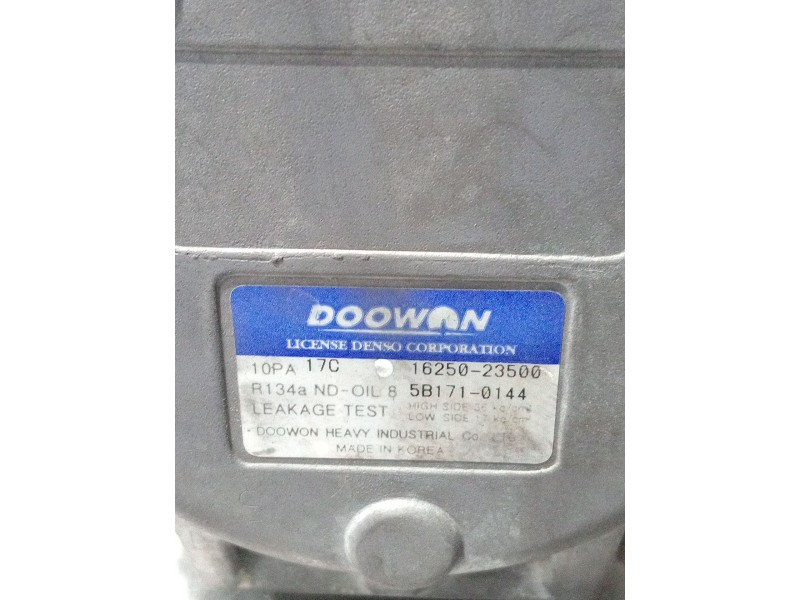 DOOWON
LICENSE DENSO CORPORATION
10PA 17C 16250-23500
R134a ND-OIL 8 5B171-0144
LEAKAGE TEST HIGH SIDE
LOW SIDE
DOOWON HEAVY INDUSTRIAL Co.
MADE IN KOREA